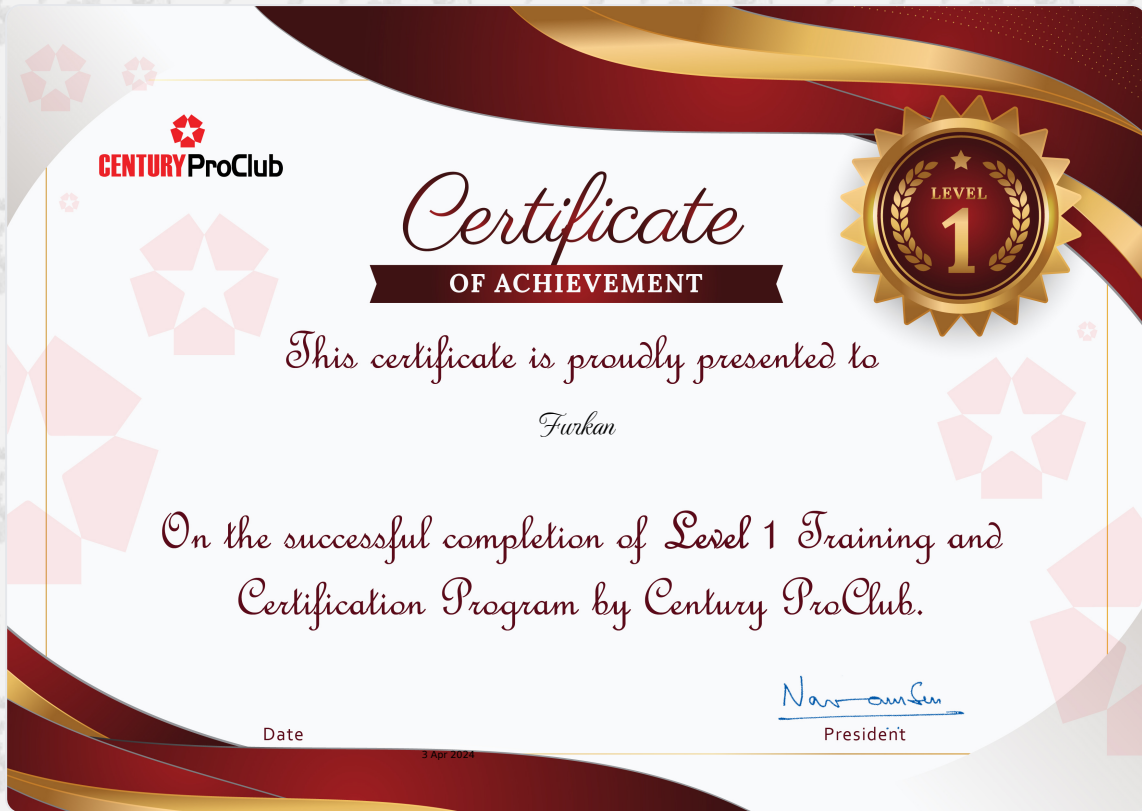 CENTURY ProClub
LEVEL
1
Certificate
OF ACHIEVEMENT
This certificate is proudly presented to
Furkan
On the successful completion of Level 1 Training and
Certification Program by Century ProClub.
Date
3 Apr 2024
President